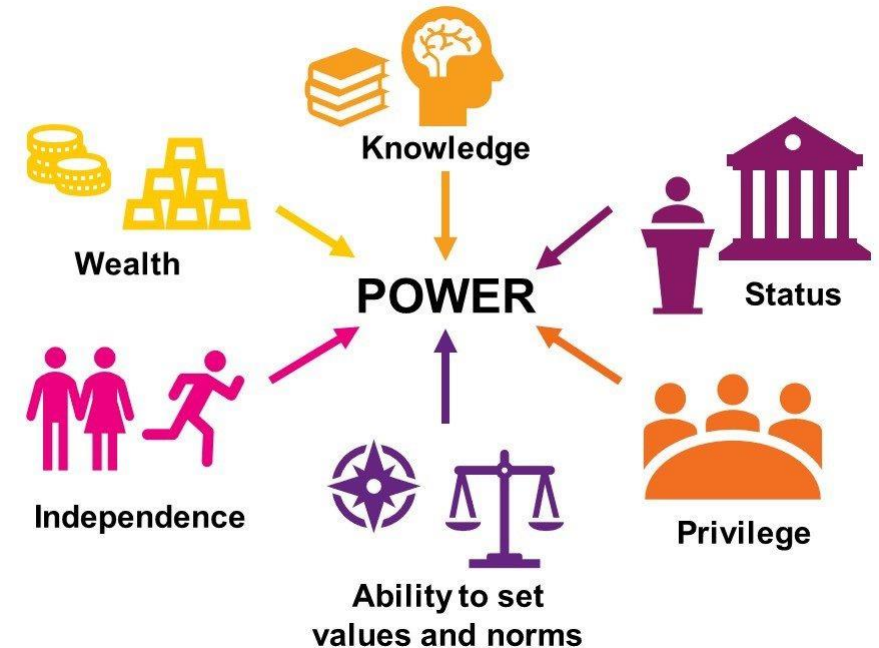 Knowledge
Wealth
POWER
Status
Independence
Privilege
Ability to set
values and norms